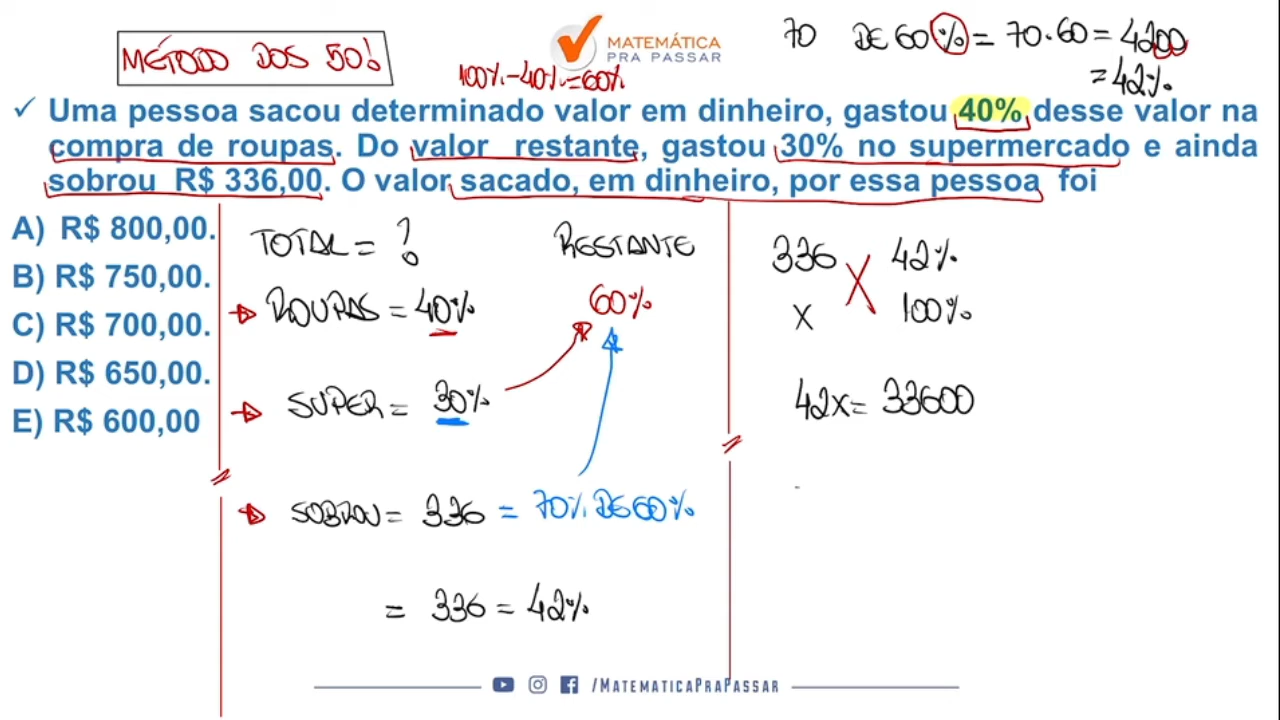 MÉTODO DOS 50!
MATEMÁTICA
PRA PASSAR
70 DE 60% = 70.60 = 4200
= 42%
100%-40%=60%
✓ Uma pessoa sacou determinado valor em dinheiro, gastou 40% desse valor na
compra de roupas. Do valor restante, gastou 30% no supermercado e ainda
sobrou R$ 336,00. O valor sacado, em dinheiro, por essa pessoa foi
A) R$ 800,00.
B) R$ 750,00.
C) R$ 700,00.
D) R$ 650,00.
E) R$ 600,00
TOTAL = ?
ROUPAS = 40%
SUPER = 30%
SOBROU = 336 = 70% DE 60%
= 336 = 42%
RESTANTE
60%
336 42%
x 100%
42x = 33600
/MatematicaPraPassar